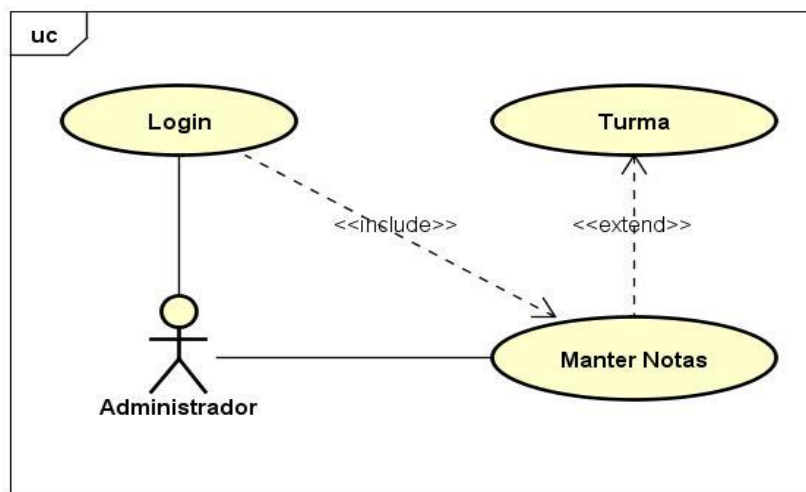 uc
Login
Turma
<<include>>
<<extend>>
Manter Notas
Administrador